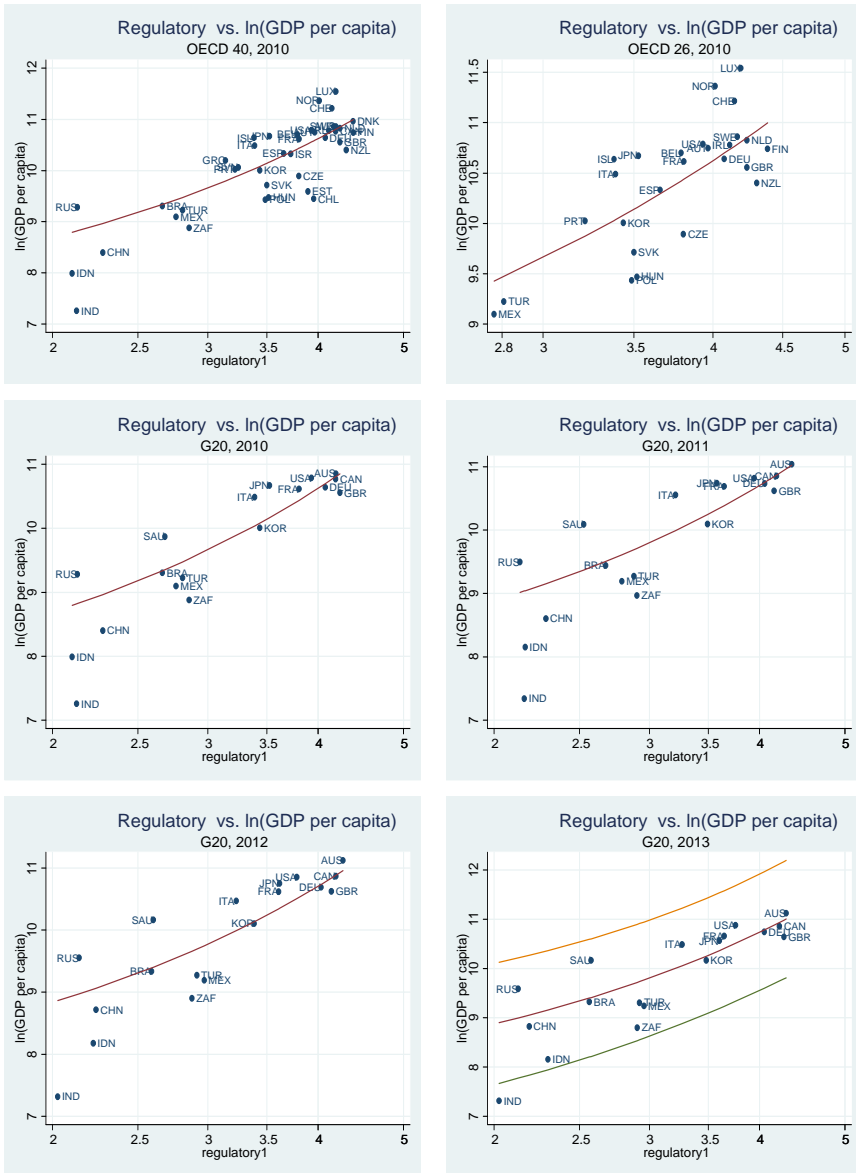 Regulatory vs. ln(GDP per capita)
OECD 40, 2010
ln(GDP per capita)
12
11
10
9
8
7
LUX
NOR
CHE
DNK
NLD
FIN
USA
JPN
ISL
ITA
BEL
FRA
DEU
GBR
NZL
ESP
ISR
GRC
SVN
PRT
KOR
CZE
SVK
EST
HUN
POL
CHL
RUS
BRA
TUR
MEX
ZAF
CHN
IDN
IND
2
2.5
3
3.5
4
5
regulatory1
Regulatory vs. ln(GDP per capita)
OECD 26, 2010
ln(GDP per capita)
11.5
11
10.5
10
9.5
9
LUX
NOR
CHE
SWE
NLD
USA
AUT
IRL
FIN
BEL
JPN
ISL
FRA
DEU
GBR
ITA
NZL
ESP
PRT
KOR
CZE
SVK
HUN
POL
TUR
MEX
2.8
3
3.5
4
4.5
5
regulatory1
Regulatory vs. ln(GDP per capita)
G20, 2010
ln(GDP per capita)
11
10
9
8
7
AUS
USA
CAN
JPN
FRA
DEU
GBR
ITA
KOR
SAU
RUS
BRA
TUR
MEX
ZAF
CHN
IDN
IND
2
2.5
3
3.5
4
5
regulatory1
Regulatory vs. ln(GDP per capita)
G20, 2011
ln(GDP per capita)
11
10
9
8
7
AUS
CAN
USA
JPN
FRA
DEU
GBR
ITA
KOR
SAU
RUS
BRA
TUR
MEX
ZAF
CHN
IDN
IND
2
2.5
3
3.5
4
5
regulatory1
Regulatory vs. ln(GDP per capita)
G20, 2012
ln(GDP per capita)
11
10
9
8
7
AUS
USA
CAN
JPN
FRA
DEU
GBR
ITA
SAU
KOR
RUS
BRA
TUR
MEX
ZAF
CHN
IDN
IND
2
2.5
3
3.5
4
5
regulatory1
Regulatory vs. ln(GDP per capita)
G20, 2013
ln(GDP per capita)
12
11
10
9
8
7
AUS
USA
CAN
FRA
JPN
DEU
GBR
ITA
KOR
SAU
RUS
BRA
TUR
MEX
ZAF
CHN
IDN
IND
2
2.5
3
3.5
4
5
regulatory1